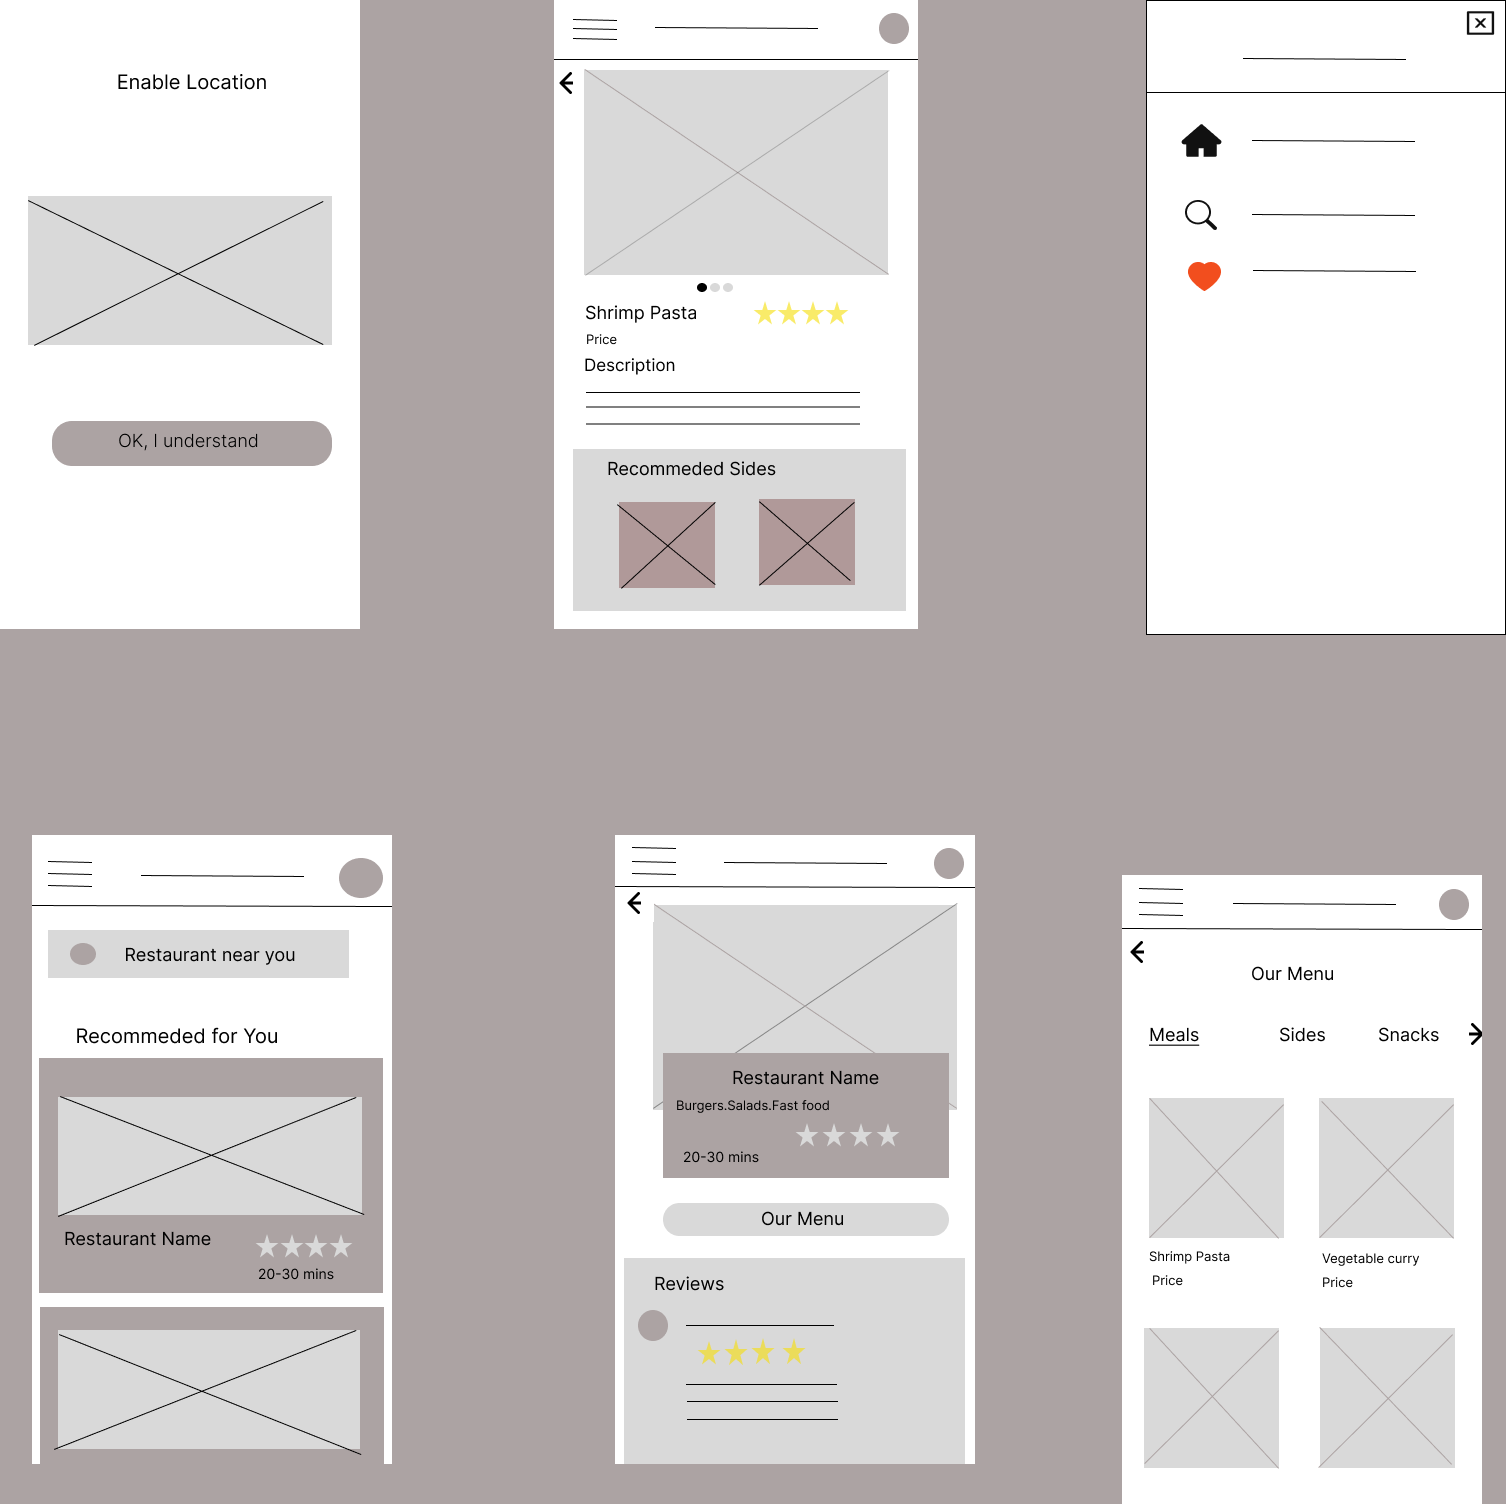 Enable Location
OK, I understand
Shrimp Pasta
Price
Description
Recommeded Sides
Restaurant near you
Recommeded for You
Restaurant Name
20-30 mins
Restaurant Name
Burgers.Salads.Fast food
20-30 mins
Our Menu
Reviews
Our Menu
Meals Sides Snacks
Shrimp Pasta
Price
Vegetable curry
Price